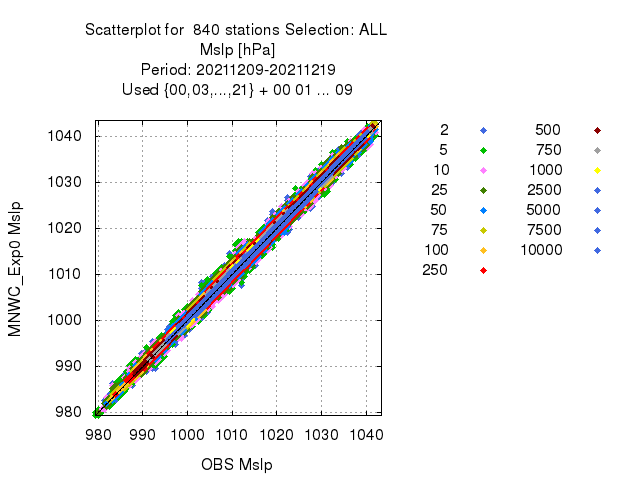 Scatterplot for 840 stations Selection: ALL
Mslp [hPa]
Period: 20211209-20211219
Used {00,03,...,21} + 00 01 ... 09
MNWC_Exp0 Mslp
1040
1030
1020
1010
1000
990
980
980 990 1000 1010 1020 1030 1040
OBS Mslp
2 500
5 750
10 1000
25 2500
50 5000
75 7500
100 10000
250